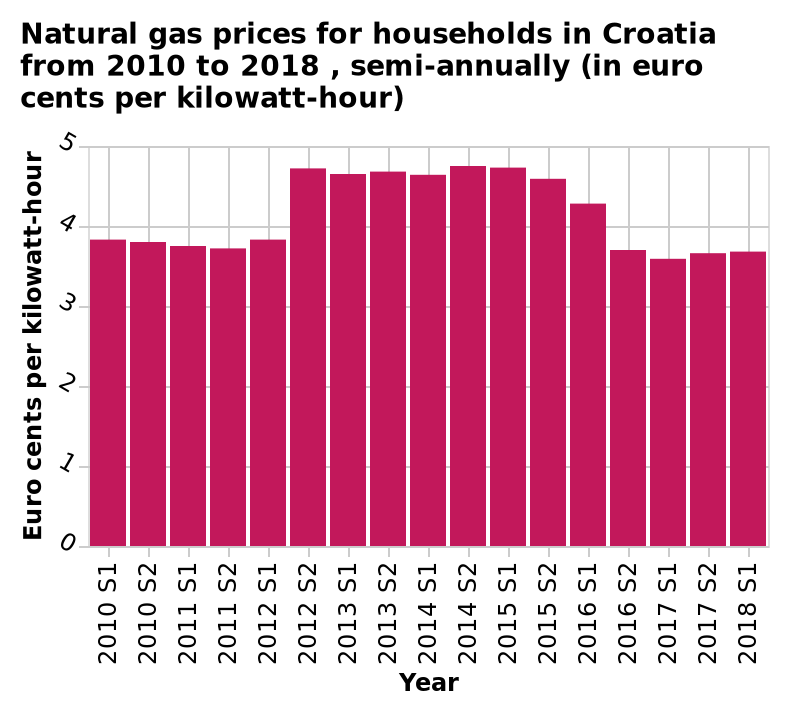 Natural gas prices for households in Croatia
from 2010 to 2018 , semi-annually (in euro
cents per kilowatt-hour)
Euro cents per kilowatt-hour
5
4
3
2
1
0
2010 S1
2010 S2
2011 S1
2011 S2
2012 S1
2012 S2
2013 S1
2013 S2
2014 S1
2014 S2
2015 S1
2015 S2
2016 S1
2016 S2
2017 S1
2017 S2
2018 S1
Year